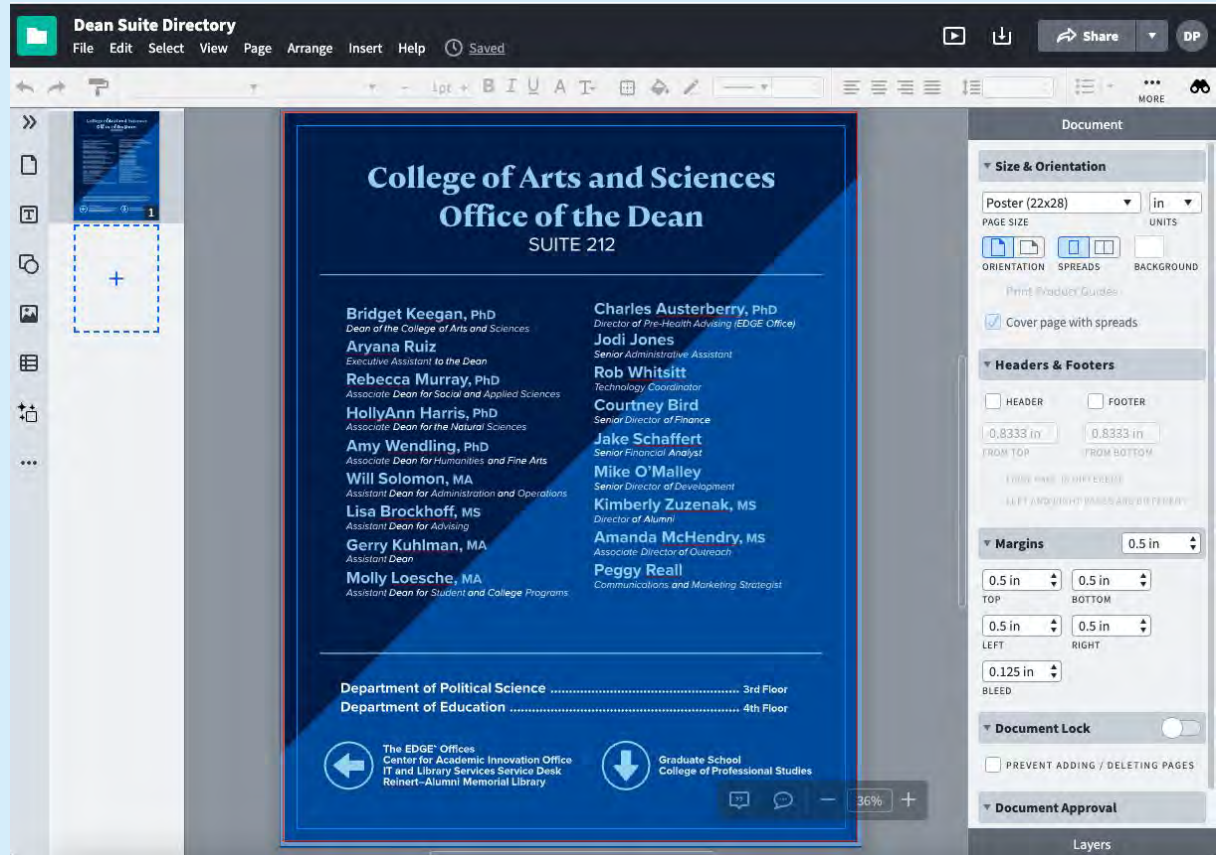 Dean Suite Directory
File Edit Select View Page Arrange Insert Help Saved
Share DP
1pt B I U A T MORE
1
College of Arts and Sciences
Office of the Dean
SUITE 212
Bridget Keegan, PhD
Dean of the College of Arts and Sciences
Aryana Ruiz
Executive Assistant to the Dean
Rebecca Murray, PhD
Associate Dean for Social and Applied Sciences
HollyAnn Harris, PhD
Associate Dean for the Natural Sciences
Amy Wendling, PhD
Associate Dean for Humanities and Fine Arts
Will Solomon, MA
Assistant Dean for Administration and Operations
Lisa Brockhoff, MS
Assistant Dean for Advising
Gerry Kuhlman, MA
Assistant Dean
Molly Loesche, MA
Assistant Dean for Student and College Programs
Charles Austerberry, PhD
Director of Pre-Health Advising (EDGE Office)
Jodi Jones
Senior Administrative Assistant
Rob Whitsitt
Technology Coordinator
Courtney Bird
Senior Director of Finance
Jake Schaffert
Senior Financial Analyst
Mike O'Malley
Senior Director of Development
Kimberly Zuzenak, MS
Director of Alumni
Amanda McHendry, MS
Associate Director of Outreach
Peggy Reall
Communications and Marketing Strategist
Department of Political Science ........................................................ 3rd Floor
Department of Education ........................................................ 4th Floor
The EDGE Offices
Center for Academic Innovation Office
IT and Library Services Service Desk
Reinert–Alumni Memorial Library
Graduate School
College of Professional Studies
36%
Document
Size & Orientation
Poster (22x28) in
PAGE SIZE UNITS
ORIENTATION SPREADS BACKGROUND
Print Product Guides
Cover page with spreads
Headers & Footers
HEADER FOOTER
0.8333 in 0.8333 in
FROM TOP FROM BOTTOM
FIRST PAGE IS DIFFERENT
LEFT AND RIGHT PAGES ARE DIFFERENT
Margins 0.5 in
0.5 in 0.5 in
TOP BOTTOM
0.5 in 0.5 in
LEFT RIGHT
0.125 in
BLEED
Document Lock
PREVENT ADDING / DELETING PAGES
Document Approval
Layers